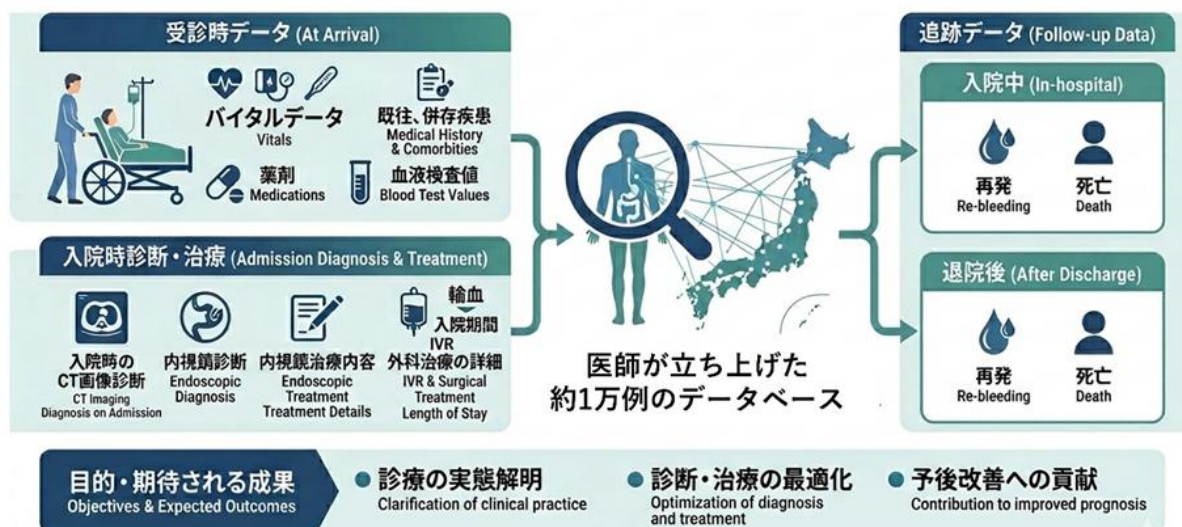 受診時データ (At Arrival)
バイタルデータ
Vitals
既往、併存疾患
Medical History
& Comorbities
薬剤
Medications
血液検査値
Blood Test Values
入院時診断・治療 (Admission Diagnosis & Treatment)
入院時の
CT画像診断
CT Imaging
Diagnosis on Admission
内視鏡診断
Endoscopic
Diagnosis
内視鏡治療内容
Endoscopic
Treatment
Treatment Details
輸血
入院期間
IVR
外科治療の詳細
IVR & Surgical
Treatment
Length of Stay
医師が立ち上げた
約1万例のデータベース
追跡データ (Follow-up Data)
入院中 (In-hospital)
再発
Re-bleeding
死亡
Death
退院後 (After Discharge)
再発
Re-bleeding
死亡
Death
目的・期待される成果
Objectives & Expected Outcomes
診療の実態解明
Clarification of clinical practice
診断・治療の最適化
Optimization of diagnosis
and treatment
予後改善への貢献
Contribution to improved prognosis